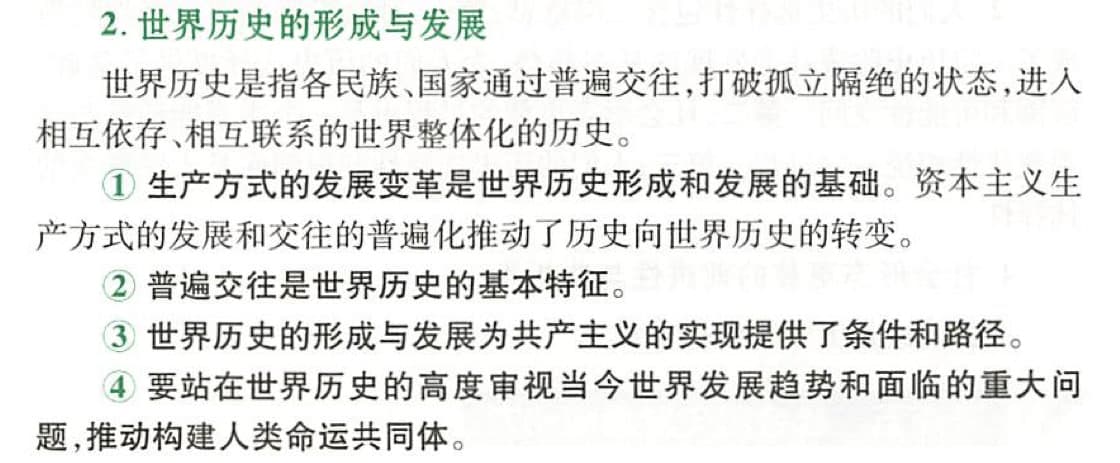 2. 世界历史的形成与发展
世界历史是指各民族、国家通过普遍交往,打破孤立隔绝的状态,进入
相互依存、相互联系的世界整体化的历史。
① 生产方式的发展变革是世界历史形成和发展的基础。资本主义生
产方式的发展和交往的普遍化推动了历史向世界历史的转变。
② 普遍交往是世界历史的基本特征。
③ 世界历史的形成与发展为共产主义的实现提供了条件和路径。
④ 要站在世界历史的高度审视当今世界发展趋势和面临的重大问
题,推动构建人类命运共同体。